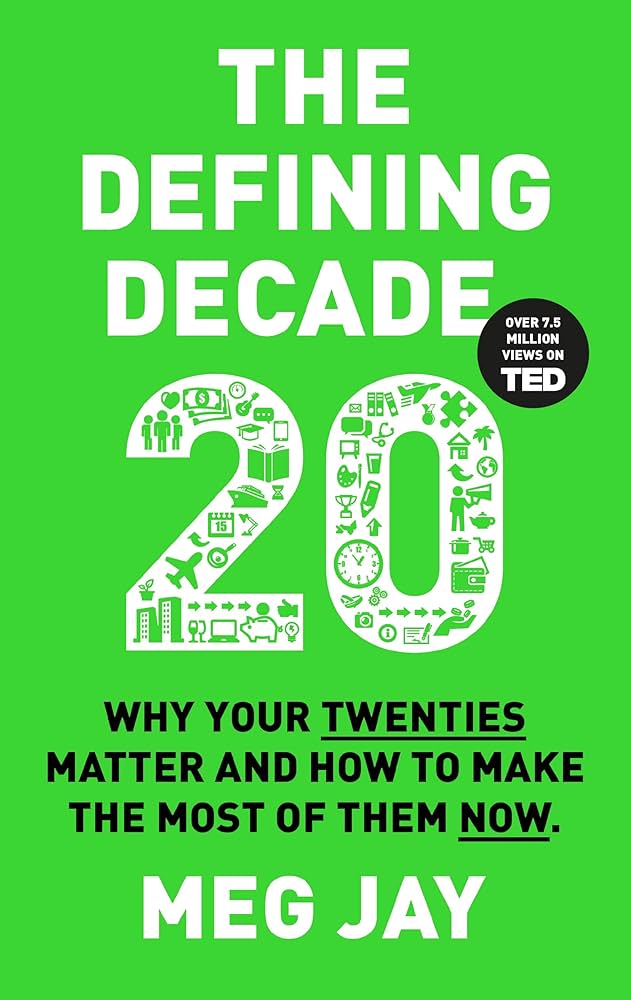 THE
DEFINING
DECADE
OVER 7.5
MILLION
VIEWS ON
TED
20
$
15
WHY YOUR TWENTIES
MATTER AND HOW TO MAKE
THE MOST OF THEM NOW.
MEG JAY